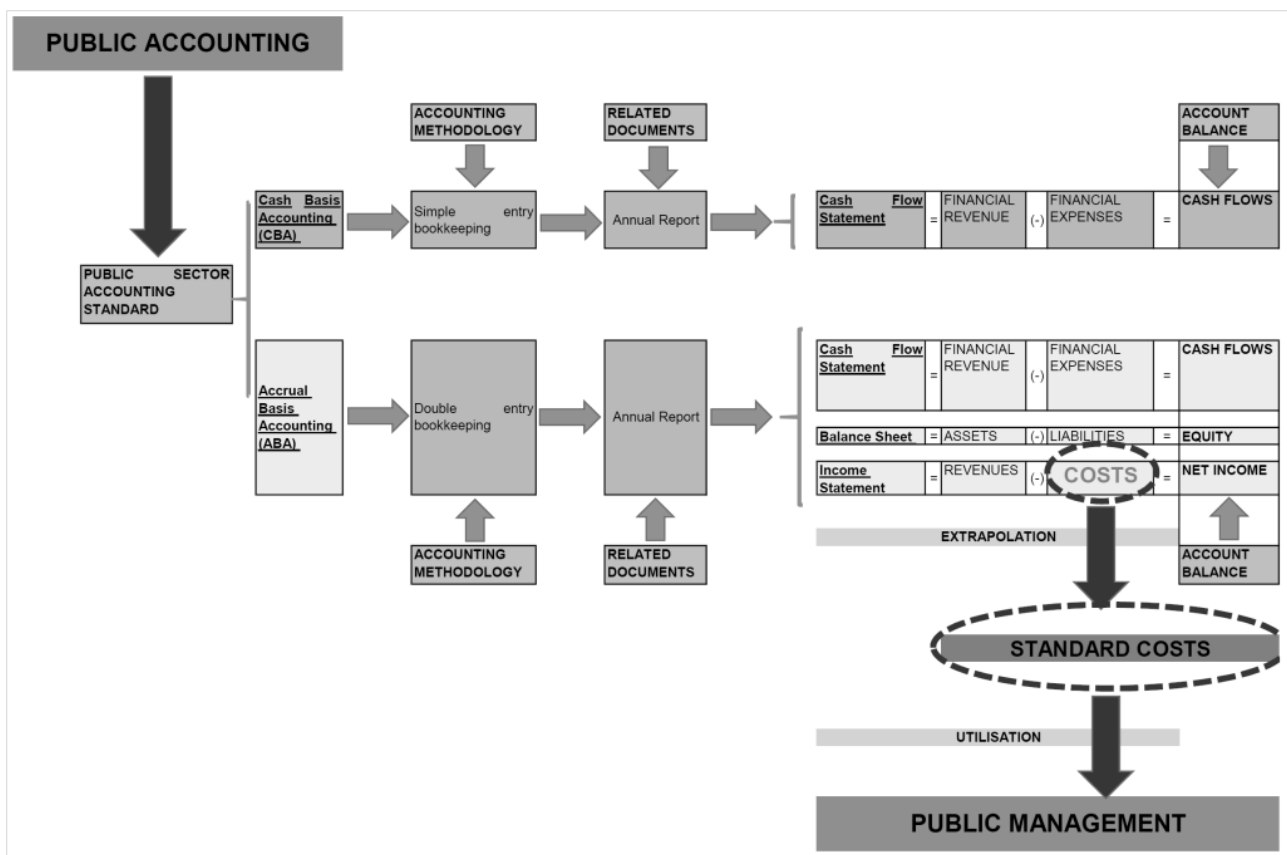 PUBLIC ACCOUNTING
ACCOUNTING
METHODOLOGY
RELATED
DOCUMENTS
ACCOUNT
BALANCE
Cash Basis
Accounting
(CBA)
Simple entry
bookkeeping
Annual Report
Cash Flow
Statement
=
FINANCIAL
REVENUE
(-)
FINANCIAL
EXPENSES
=
CASH FLOWS
PUBLIC SECTOR
ACCOUNTING
STANDARD
Accrual
Basis
Accounting
(ABA)
Double entry
bookkeeping
Annual Report
Cash Flow
Statement
=
FINANCIAL
REVENUE
(-)
FINANCIAL
EXPENSES
=
CASH FLOWS
Balance Sheet
=
ASSETS
(-)
LIABILITIES
=
EQUITY
Income
Statement
=
REVENUES
(-)
COSTS
=
NET INCOME
ACCOUNTING
METHODOLOGY
RELATED
DOCUMENTS
EXTRAPOLATION
ACCOUNT
BALANCE
STANDARD COSTS
UTILISATION
PUBLIC MANAGEMENT